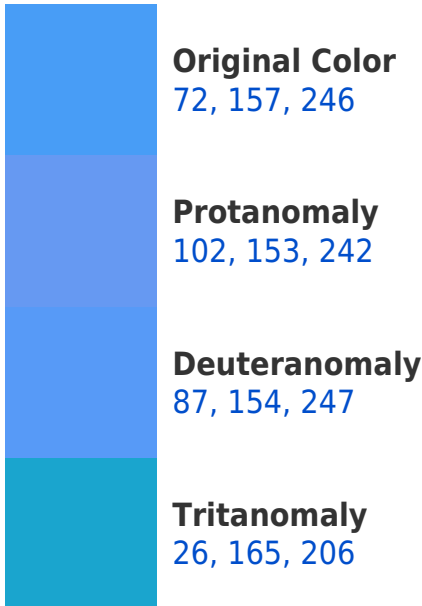 Original Color
72, 157, 246
Protanomaly
102, 153, 242
Deuteranomaly
87, 154, 247
Tritanomaly
26, 165, 206